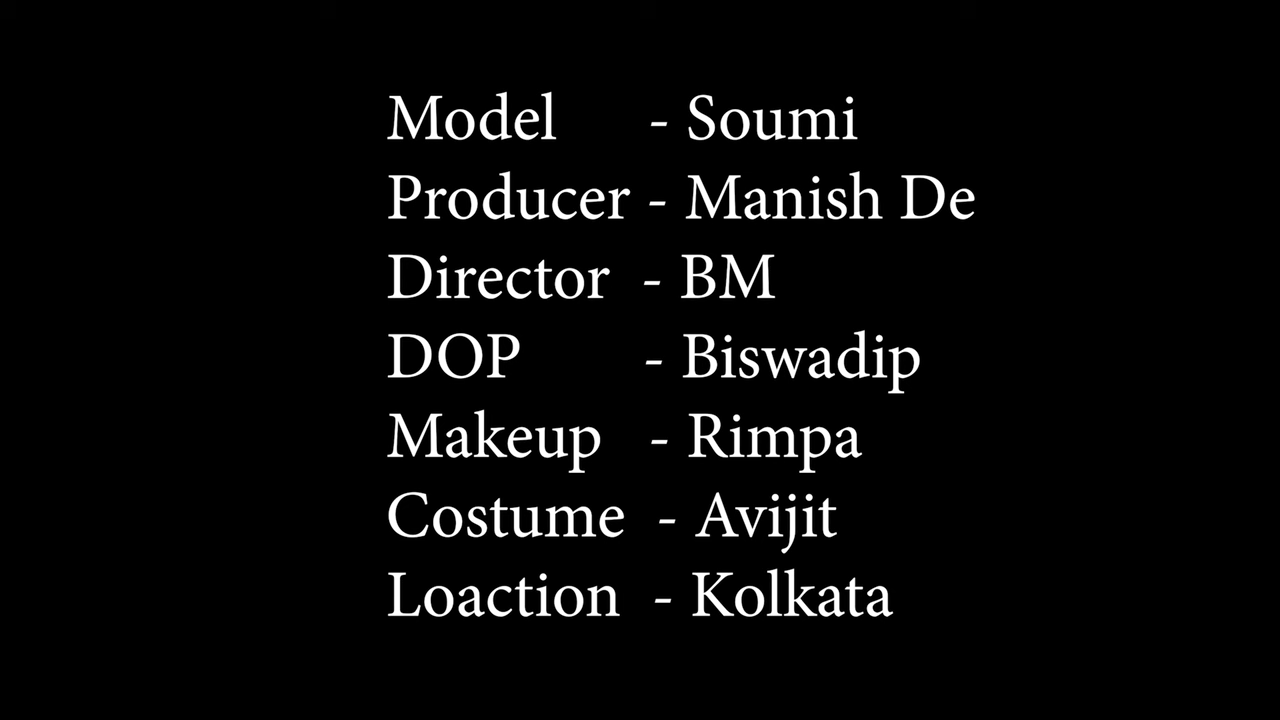 Model - Soumi
Producer - Manish De
Director - BM
DOP - Biswadip
Makeup - Rimpa
Costume - Avijit
Loaction - Kolkata